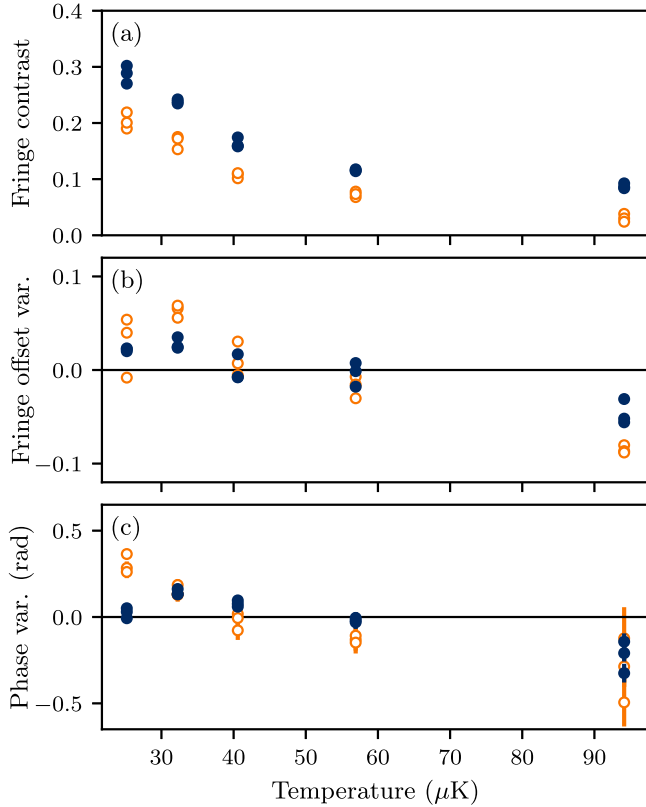 0.4
(a)
0.3
0.2
0.1
0.0
Fringe contrast
0.1
(b)
0.0
−0.1
Fringe offset var.
0.5
(c)
0.0
−0.5
Phase var. (rad)
30 40 50 60 70 80 90
Temperature (μK)